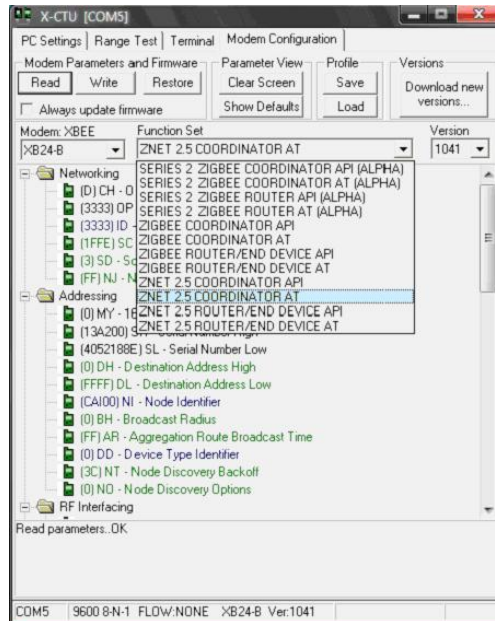 X-CTU [COM5]
PC Settings Range Test Terminal Modem Configuration
Modem Parameters and Firmware Parameter View Profile Versions
Read Write Restore Clear Screen Save Download new versions...
Always update firmware Show Defaults Load
Modem: XBEE Function Set Version
XB24-B ZNET 2.5 COORDINATOR AT 1041
SERIES 2 ZIGBEE COORDINATOR API (ALPHA)
SERIES 2 ZIGBEE COORDINATOR AT (ALPHA)
SERIES 2 ZIGBEE ROUTER API (ALPHA)
SERIES 2 ZIGBEE ROUTER AT (ALPHA)
ZIGBEE COORDINATOR API
ZIGBEE COORDINATOR AT
ZIGBEE ROUTER/END DEVICE API
ZIGBEE ROUTER/END DEVICE AT
ZNET 2.5 COORDINATOR API
ZNET 2.5 COORDINATOR AT
ZNET 2.5 ROUTER/END DEVICE API
ZNET 2.5 ROUTER/END DEVICE AT
Networking
(D) CH - O
(3333) OP
(3333) ID -
(1FFE) SC
(3) SD - Sc
(FF) NJ - N
Addressing
(0) MY - 16
(13A200) S
(4052188E) SL - Serial Number Low
(0) DH - Destination Address High
(FFFF) DL - Destination Address Low
(CAI00) NI - Node Identifier
(0) BH - Broadcast Radius
(FF) AR - Aggregation Route Broadcast Time
(0) DD - Device Type Identifier
(3C) NT - Node Discovery Backoff
(0) NO - Node Discovery Options
RF Interfacing
Read parameters..OK
COM5 9600 8-N-1 FLOW:NONE XB24-B Ver:1041